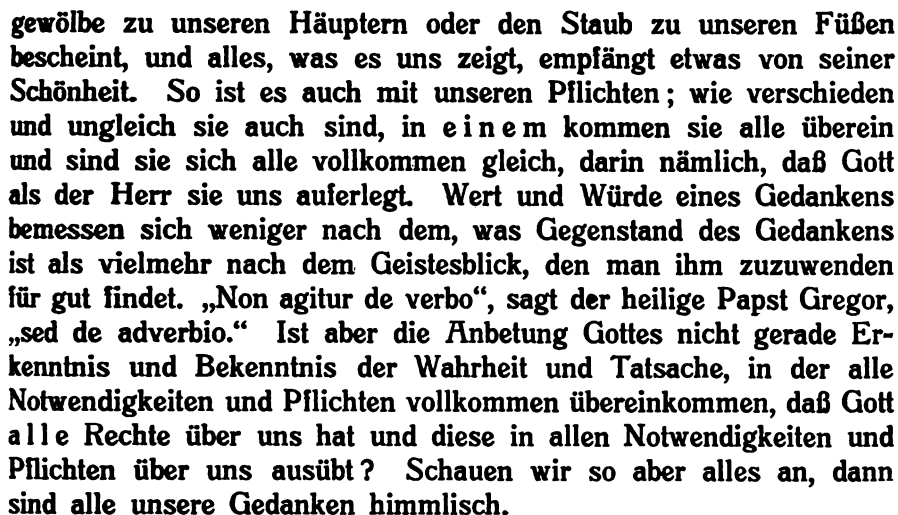 gewölbe zu unseren Häuptern oder den Staub zu unseren Füßen
bescheint, und alles, was es uns zeigt, empfängt etwas von seiner
Schönheit. So ist es auch mit unseren Pflichten; wie verschieden
und ungleich sie auch sind, in e i n e m kommen sie alle überein
und sind sie sich alle vollkommen gleich, darin nämlich, daß Gott
als der Herr sie uns auferlegt. Wert und Würde eines Gedankens
bemessen sich weniger nach dem, was Gegenstand des Gedankens
ist als vielmehr nach dem Geistesblick, den man ihm zuzuwenden
für gut findet. „Non agitur de verbo“, sagt der heilige Papst Gregor,
„sed de adverbio.“ Ist aber die Anbetung Gottes nicht gerade Er-
kenntnis und Bekenntnis der Wahrheit und Tatsache, in der alle
Notwendigkeiten und Pflichten vollkommen übereinkommen, daß Gott
a l l e Rechte über uns hat und diese in allen Notwendigkeiten und
Pflichten über uns ausübt? Schauen wir so aber alles an, dann
sind alle unsere Gedanken himmlisch.